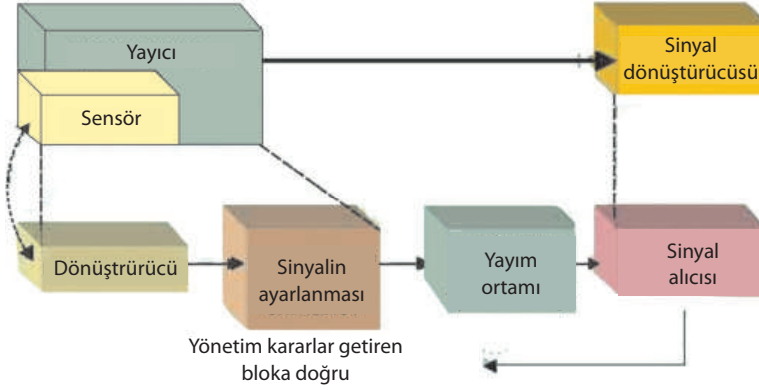 Yayıcı
Sinyal
dönüştürücüsü
Sensör
Dönüştrürücü
Sinyalin
ayarlanması
Yayım
ortamı
Sinyal
alıcısı
Yönetim kararlar getiren
bloka doğru